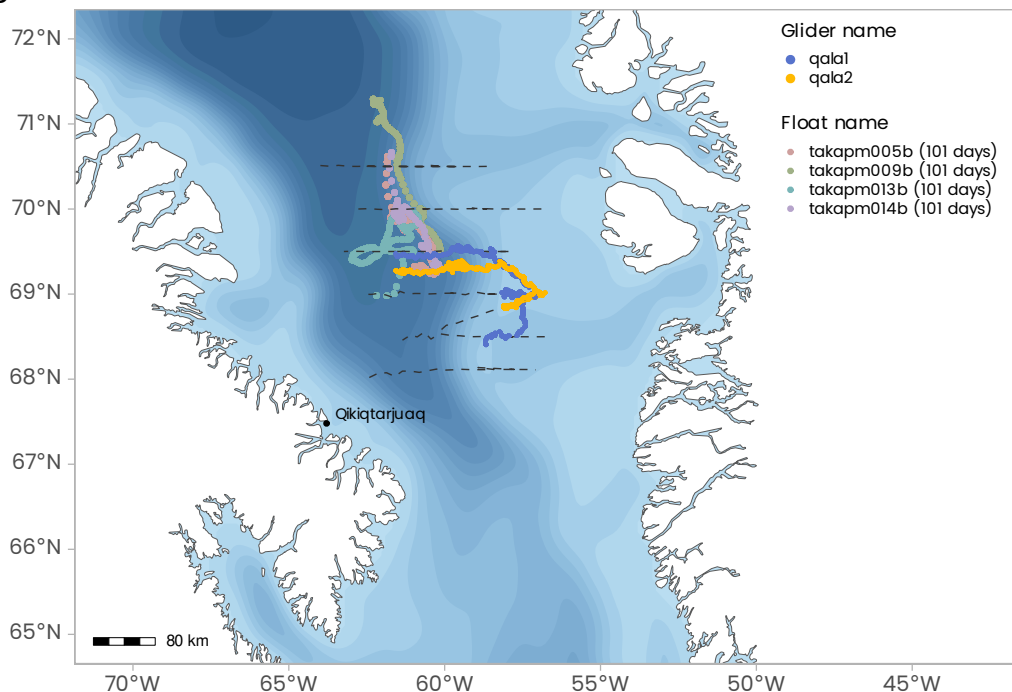 72°N
71°N
70°N
69°N
68°N
67°N
66°N
65°N
70°W
65°W
60°W
55°W
50°W
45°W
Qikiqtarjuaq
80 km
Glider name
qala1
qala2
Float name
takapm005b (101 days)
takapm009b (101 days)
takapm013b (101 days)
takapm014b (101 days)